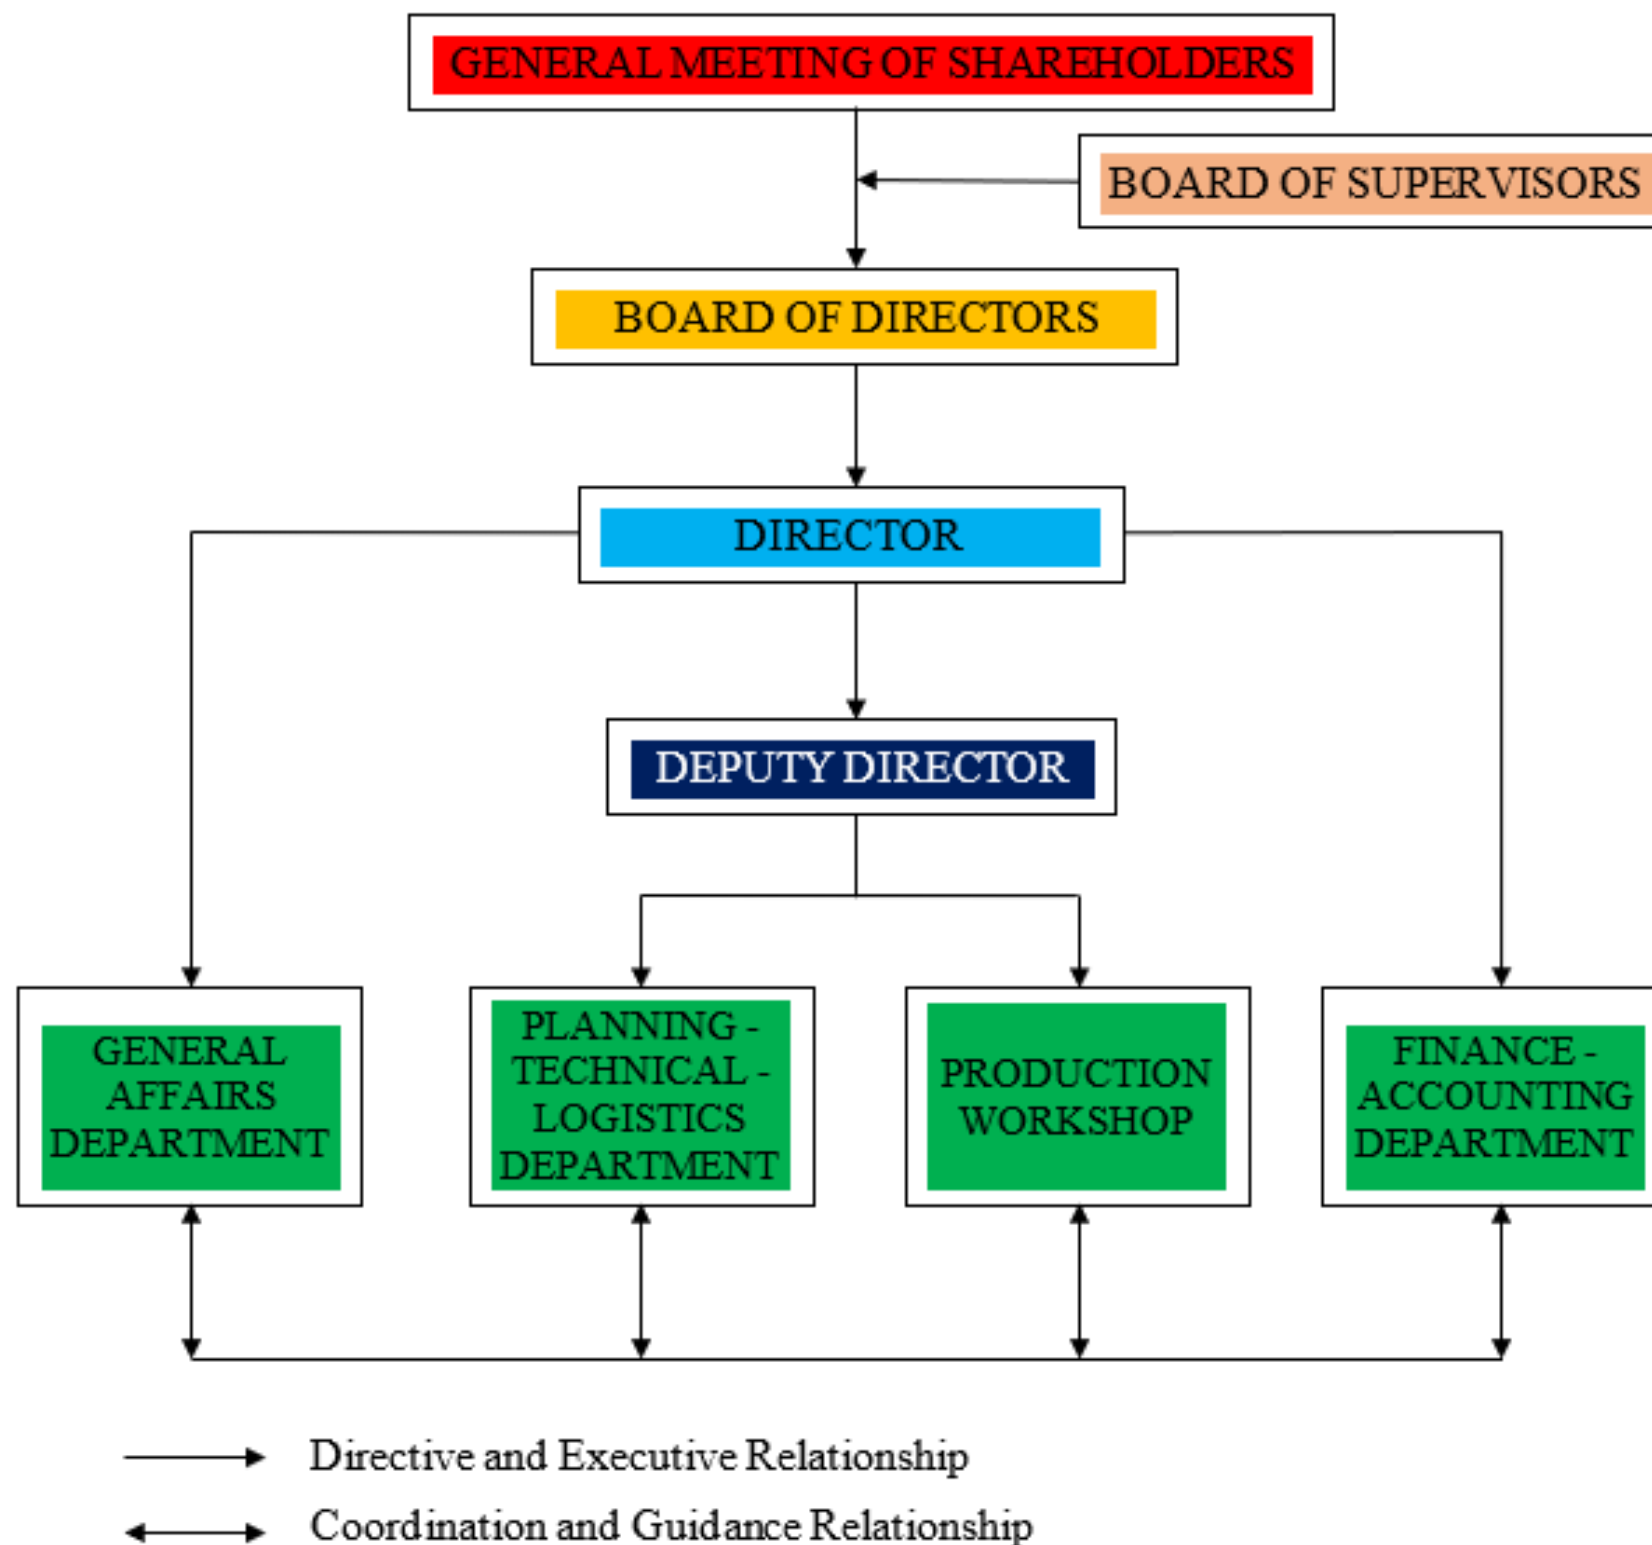 GENERAL MEETING OF SHAREHOLDERS
BOARD OF SUPERVISORS
BOARD OF DIRECTORS
DIRECTOR
DEPUTY DIRECTOR
GENERAL
AFFAIRS
DEPARTMENT
PLANNING -
TECHNICAL -
LOGISTICS
DEPARTMENT
PRODUCTION
WORKSHOP
FINANCE -
ACCOUNTING
DEPARTMENT
Directive and Executive Relationship
Coordination and Guidance Relationship